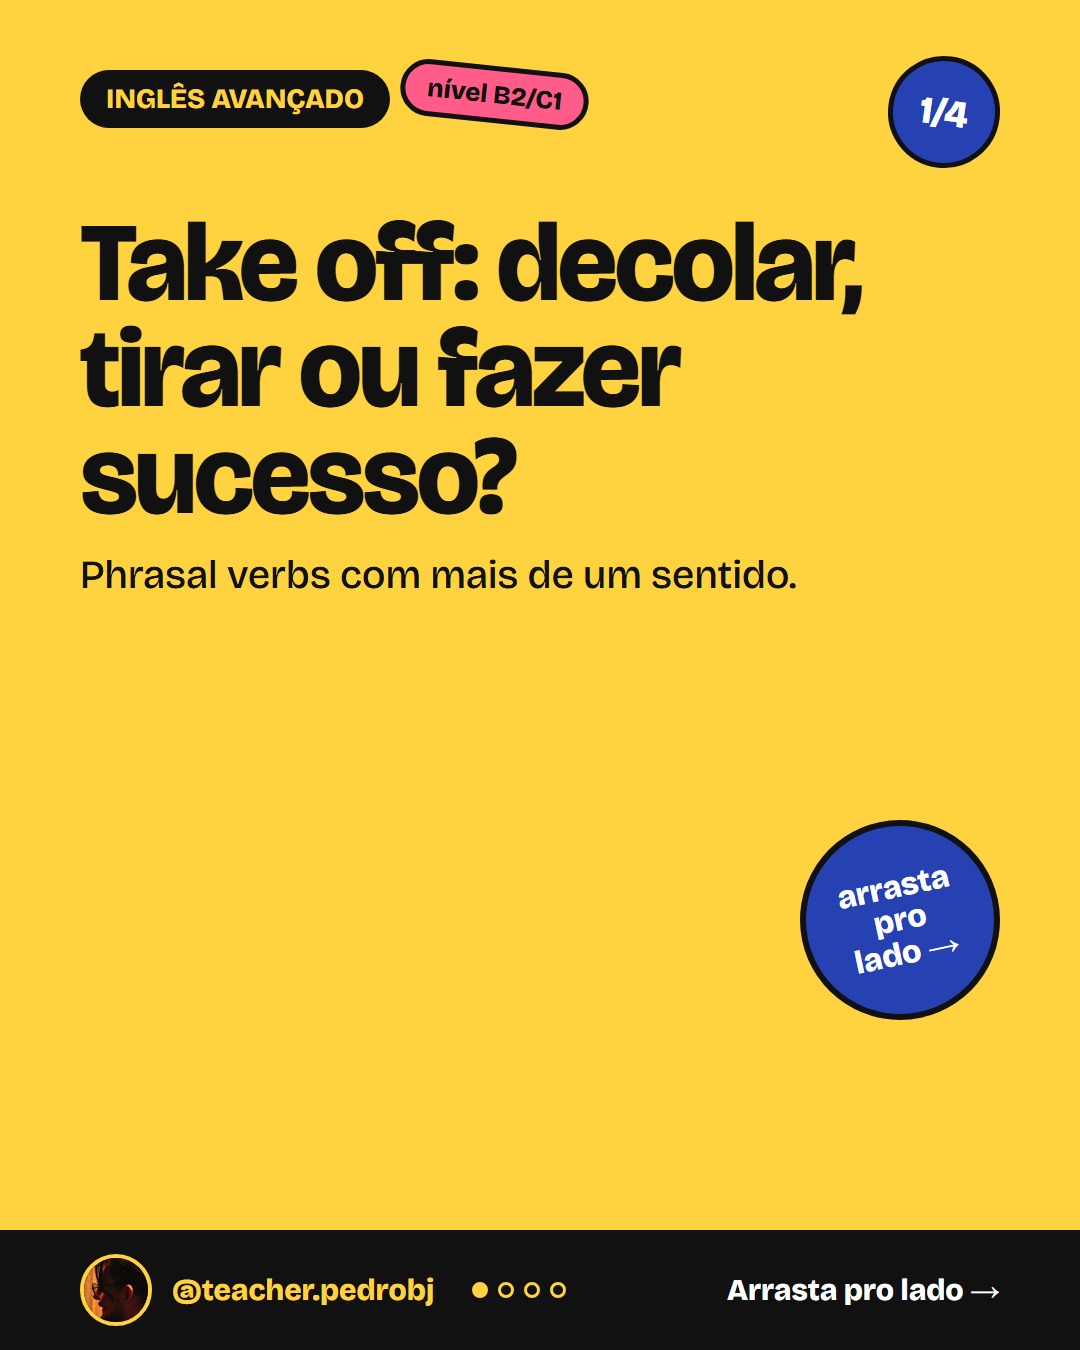 INGLÊS AVANÇADO
nível B2/C1
1/4
Take off: decolar,
tirar ou fazer
sucesso?
Phrasal verbs com mais de um sentido.
arrasta
pro
lado →
@teacher.pedrobj
Arrasta pro lado →